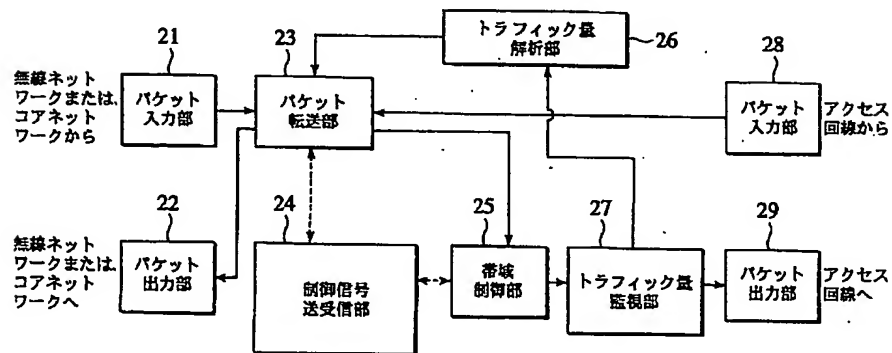 21
無線ネット
ワークまたは、
コアネット
ワークから
パケット
入力部
23
パケット
転送部
トラフィック量
解析部
26
28
パケット
入力部
アクセス
回線から
22
無線ネット
ワークまたは、
コアネット
ワークへ
パケット
出力部
24
制御信号
送受信部
25
帯域
制御部
27
トラフィック量
監視部
29
パケット
出力部
アクセス
回線へ